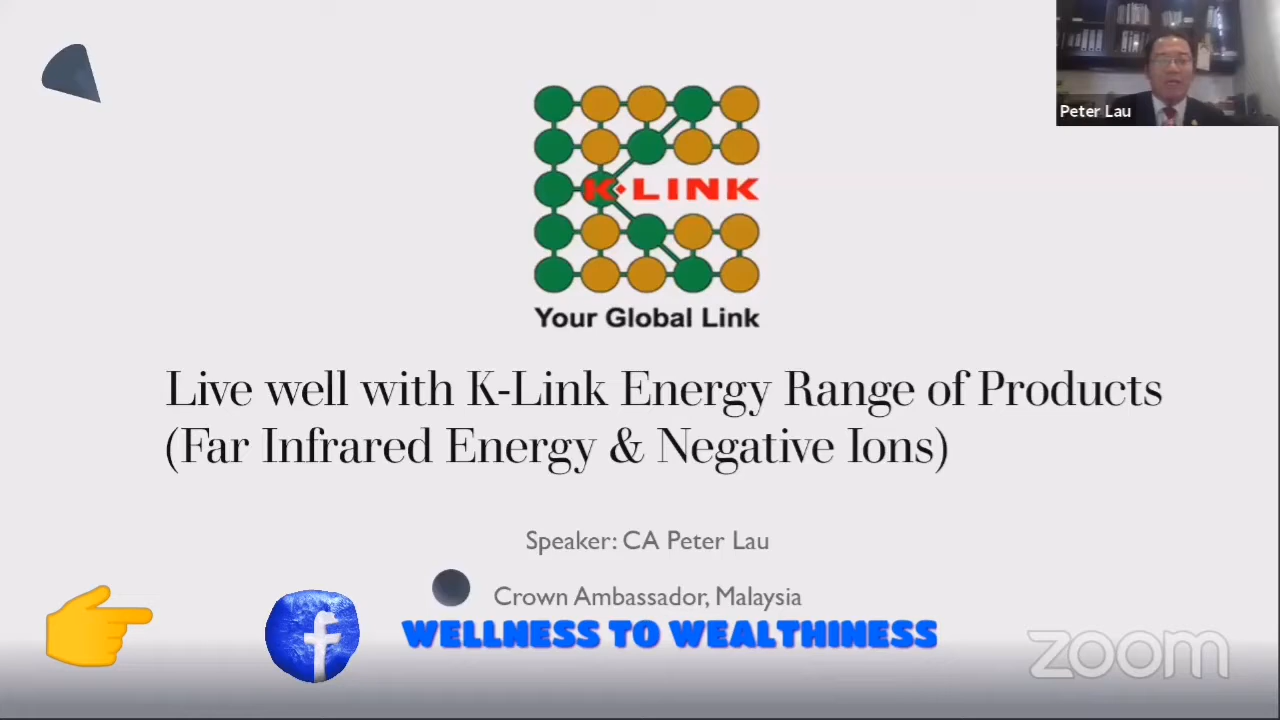 Peter Lau
K·LINK
Your Global Link
Live well with K-Link Energy Range of Products
(Far Infrared Energy & Negative Ions)
Speaker: CA Peter Lau
Crown Ambassador, Malaysia
f
WELLNESS TO WEALTHINESS
zoom